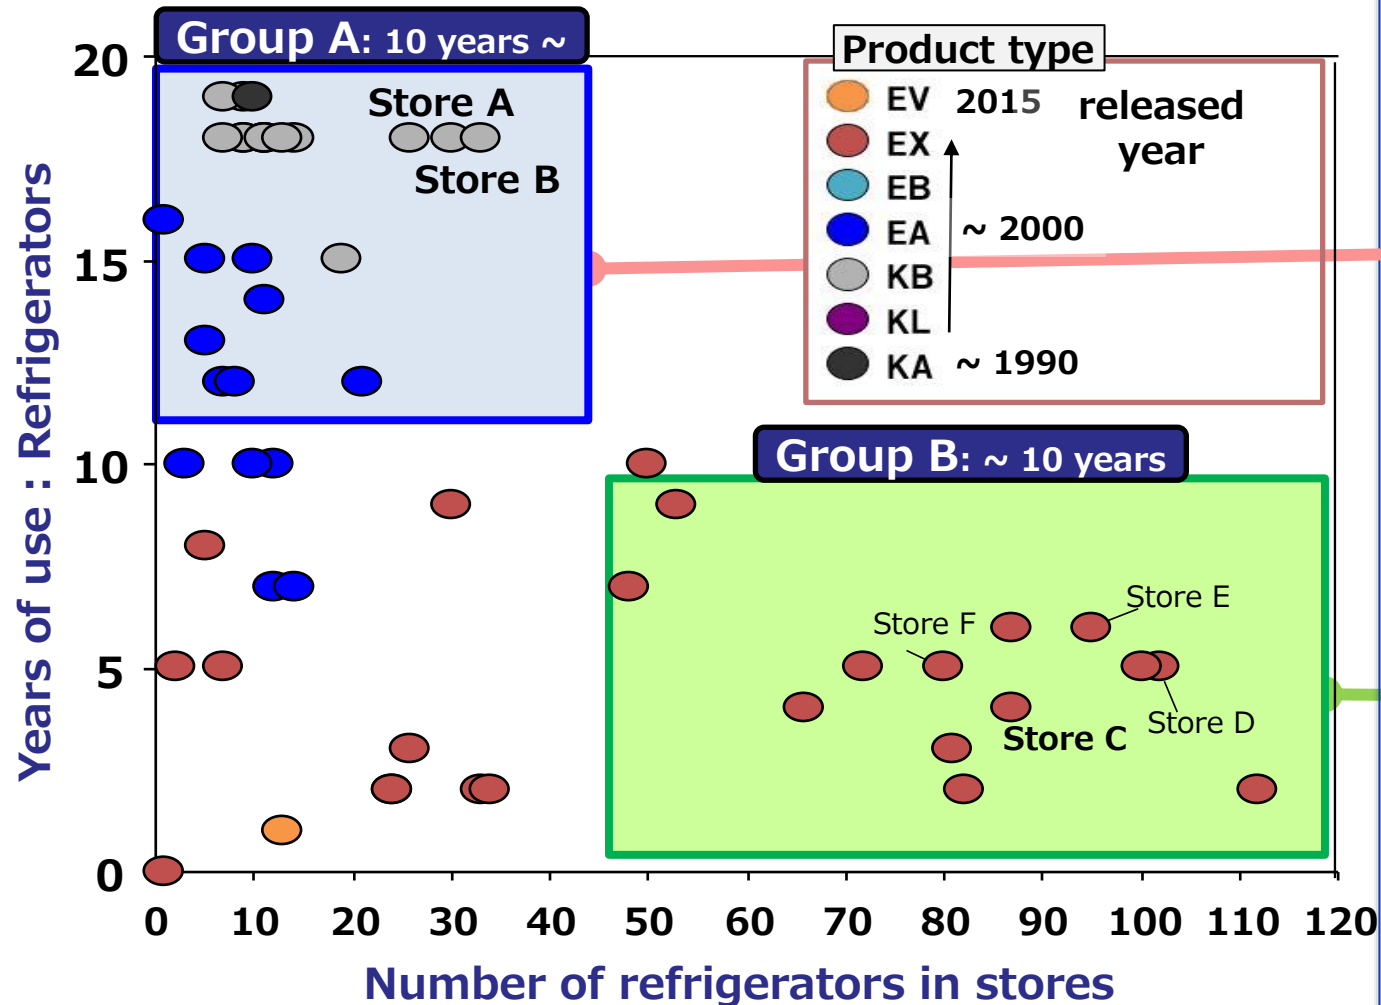 Group A: 10 years ~
Product type
20
Store A
EV 2015 released
year
EX
Store B
EB
EA ~ 2000
15
KB
KL
KA ~ 1990
Years of use : Refrigerators
10
Group B: ~ 10 years
Store E
Store F
5
Store D
Store C
0
0 10 20 30 40 50 60 70 80 90 100 110 120
Number of refrigerators in stores